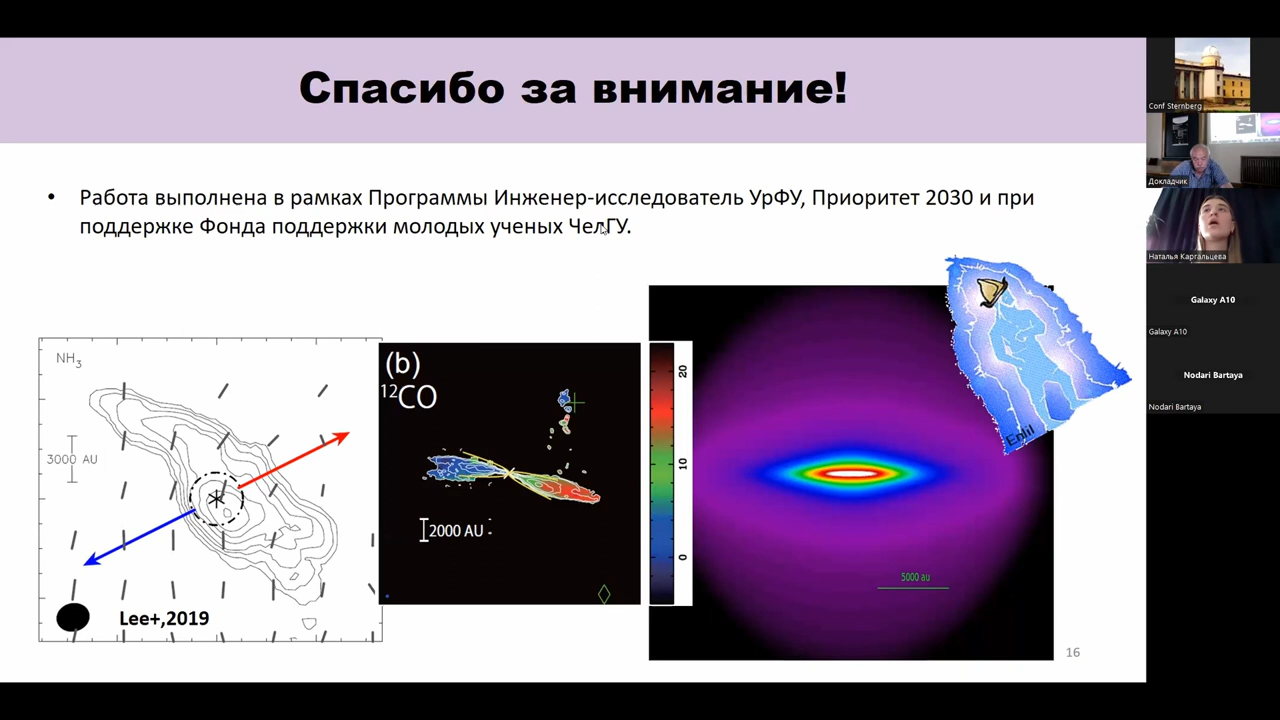 Спасибо за внимание!
• Работа выполнена в рамках Программы Инженер-исследователь УрФУ, Приоритет 2030 и при
поддержке Фонда поддержки молодых ученых ЧелГУ.
NH3
3000 AU
Lee+,2019
(b)
12CO
2000 AU
20
10
0
5000 au
Enlil
16
Conf Sternberg
Докладчик
Наталья Каргальцева
Galaxy A10
Galaxy A10
Nodari Bartaya
Nodari Bartaya